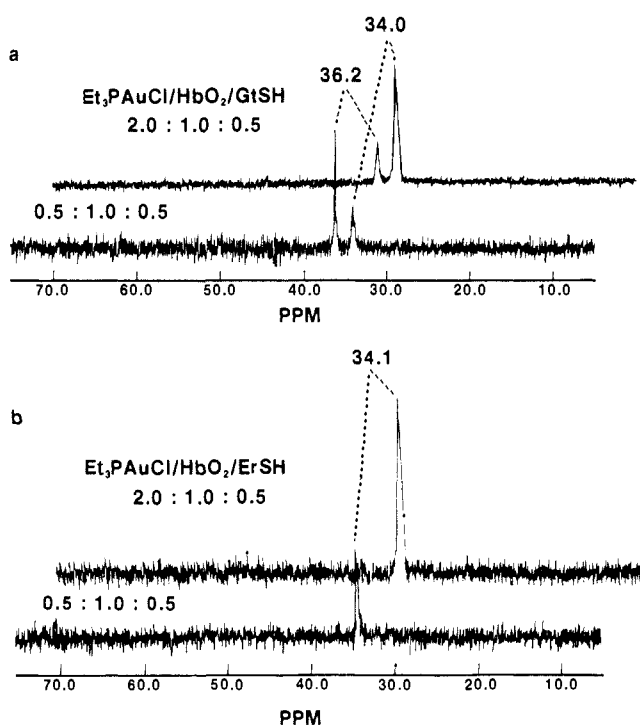 a
34.0
36.2
Et₃PAuCl/HbO₂/GtSH
2.0 : 1.0 : 0.5
0.5 : 1.0 : 0.5
70.0 60.0 50.0 40.0 30.0 20.0 10.0
PPM
34.1
b
Et₃PAuCl/HbO₂/ErSH
2.0 : 1.0 : 0.5
0.5 : 1.0 : 0.5
70.0 60.0 50.0 40.0 30.0 20.0 10.0
PPM